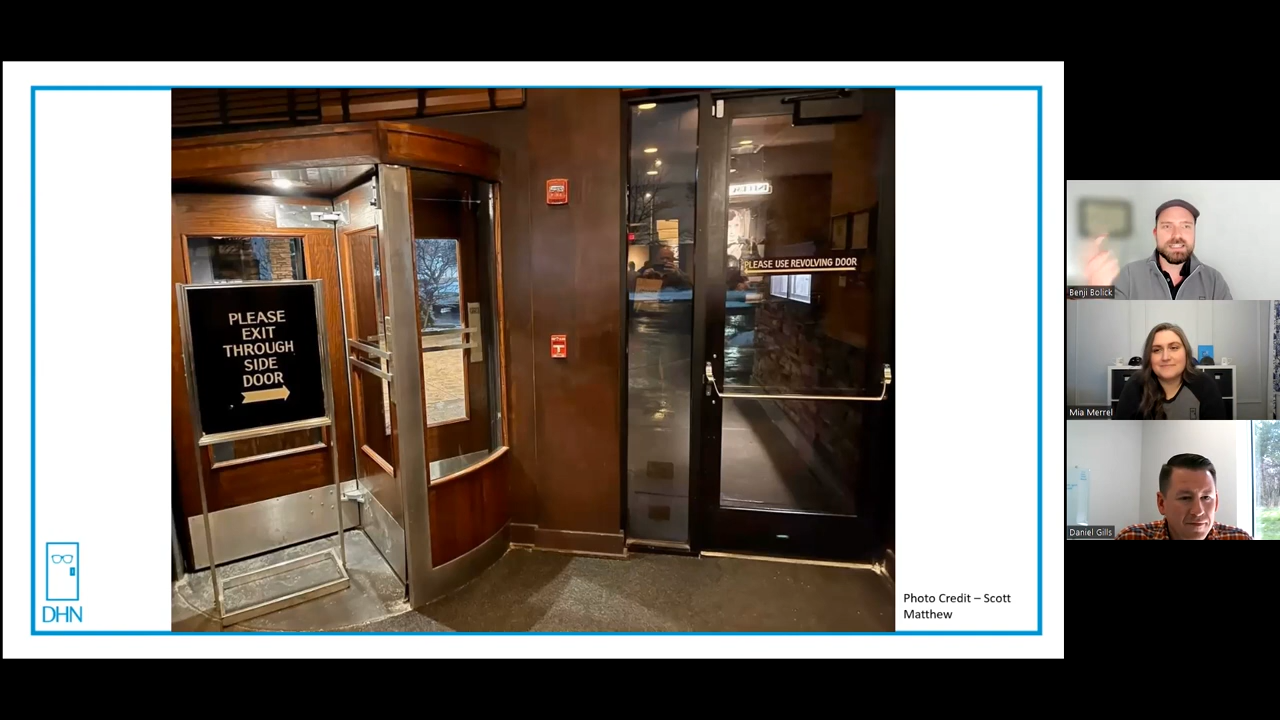 PLEASE
EXIT
THROUGH
SIDE
DOOR
PLEASE USE REVOLVING DOOR
DHN
Photo Credit – Scott
Matthew
Benji Bolick
Mia Merrel
Daniel Gills